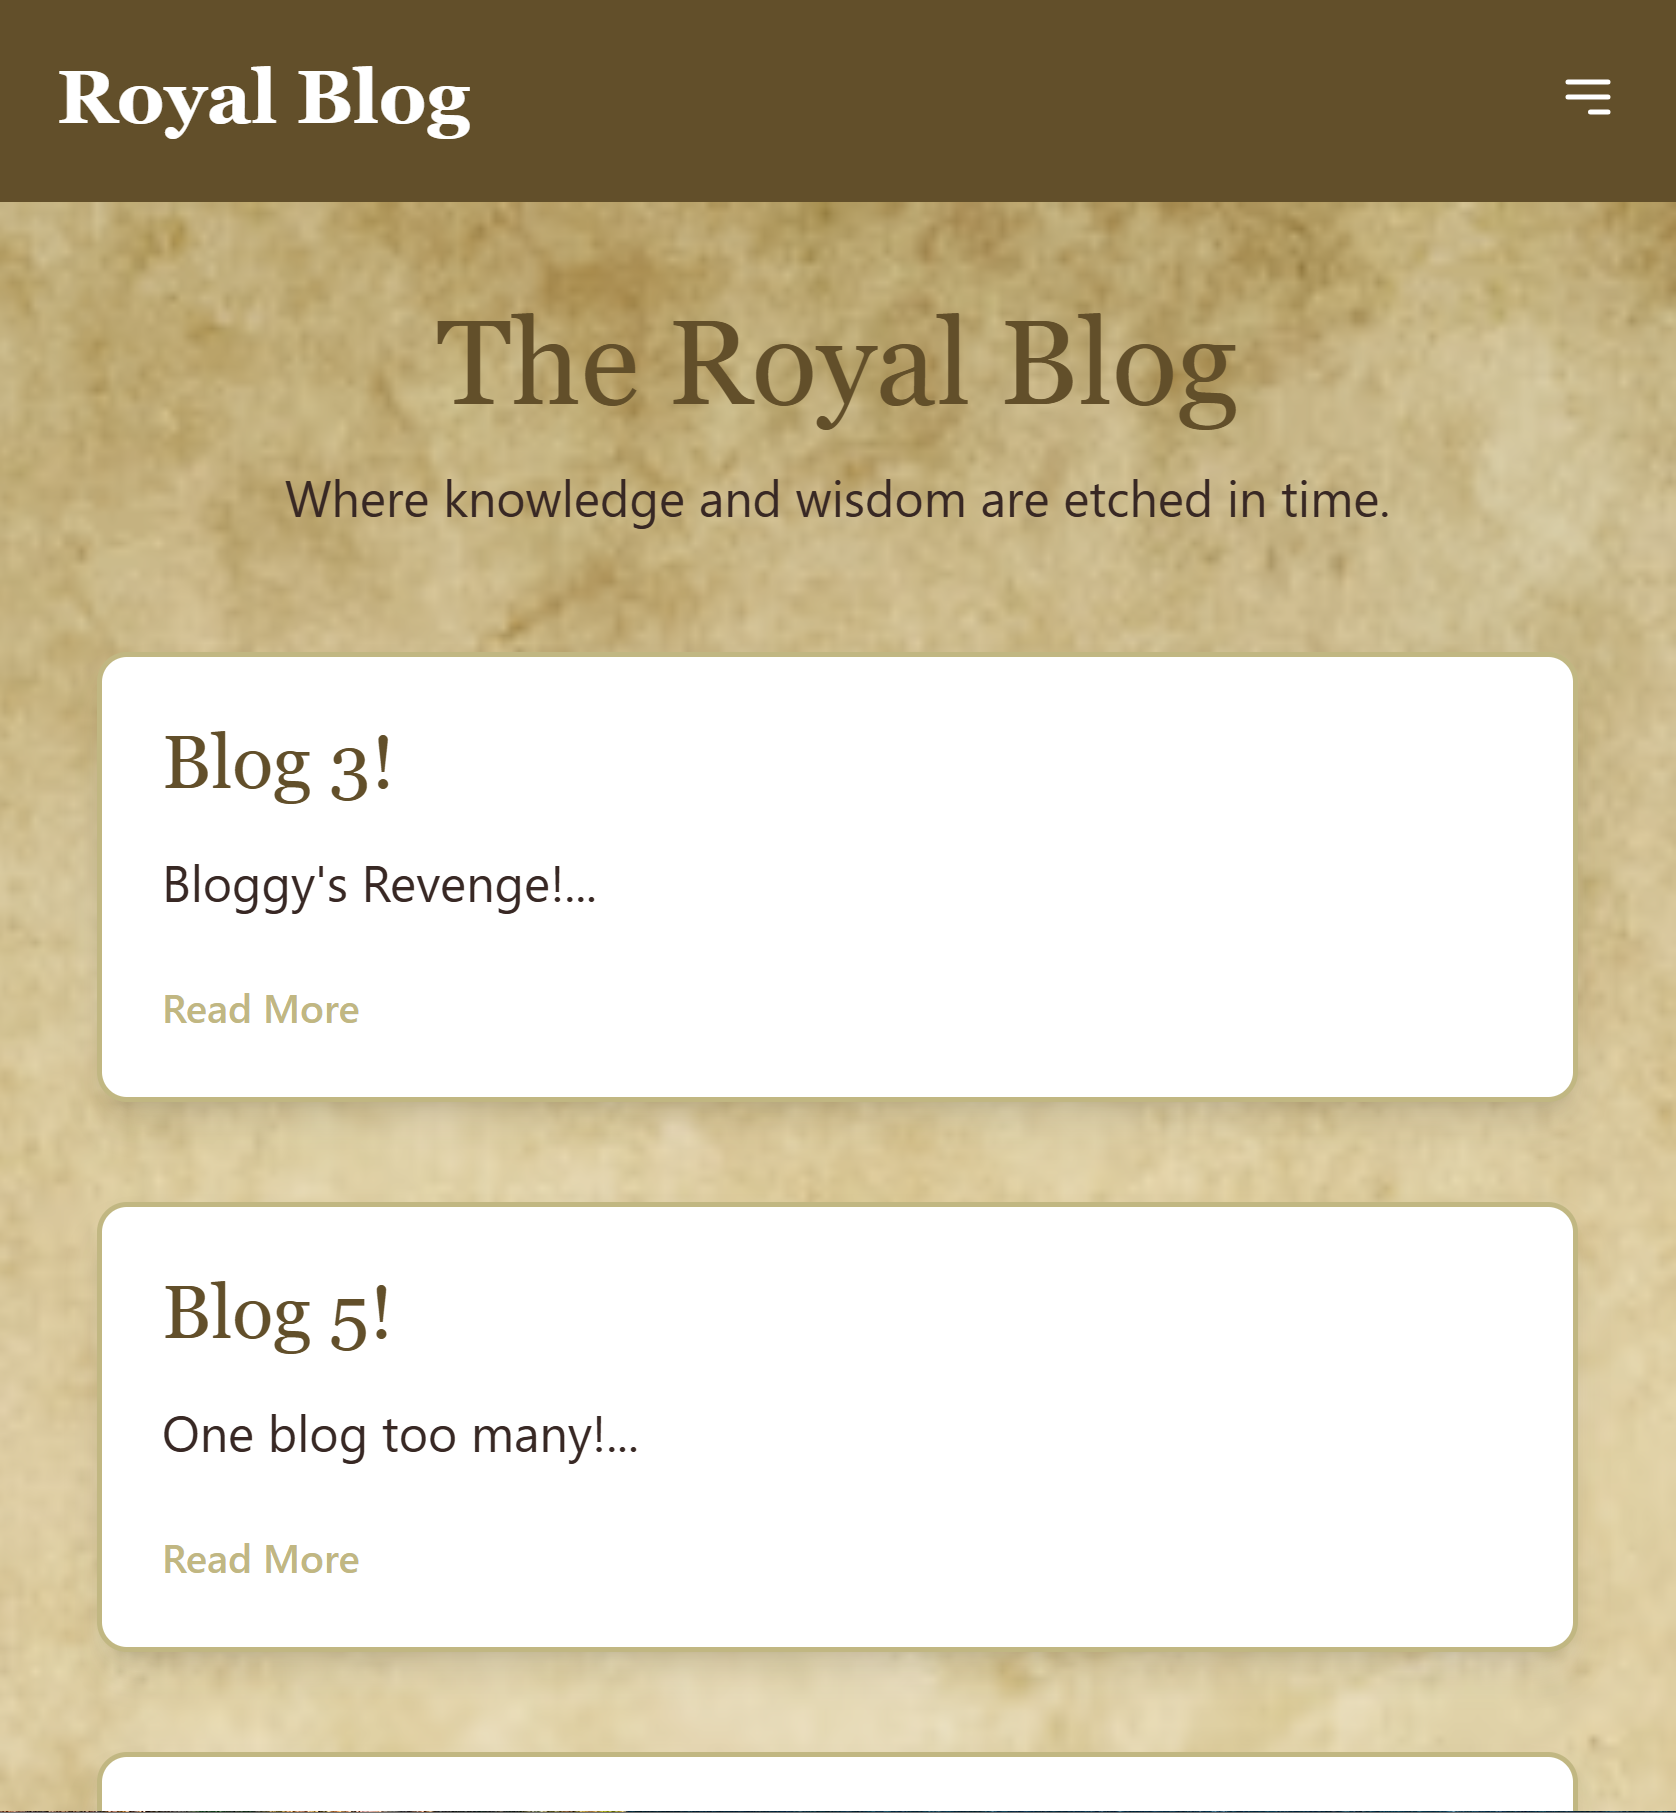 Royal Blog
The Royal Blog
Where knowledge and wisdom are etched in time.
Blog 3!
Bloggy's Revenge!...
Read More
Blog 5!
One blog too many!...
Read More